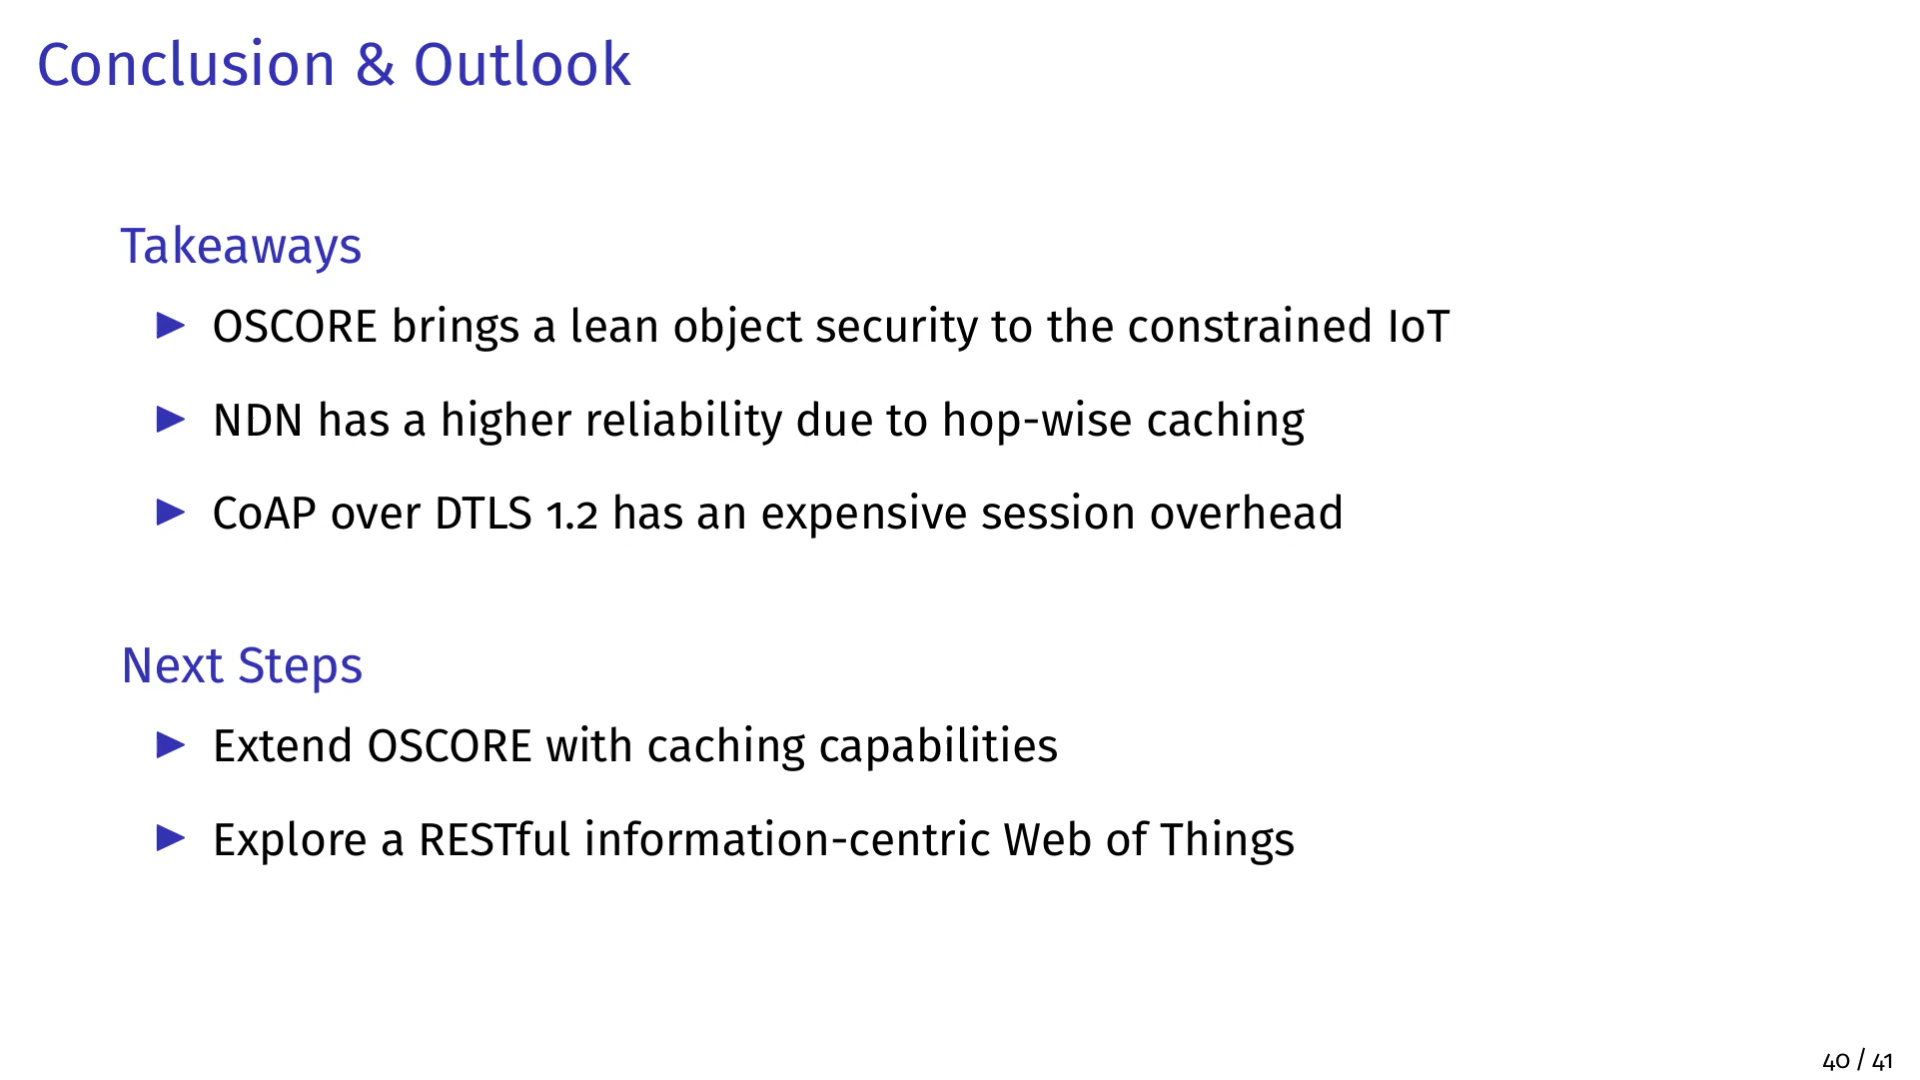 Conclusion & Outlook
Takeaways
▶ OSCORE brings a lean object security to the constrained IoT
▶ NDN has a higher reliability due to hop-wise caching
▶ CoAP over DTLS 1.2 has an expensive session overhead
Next Steps
▶ Extend OSCORE with caching capabilities
▶ Explore a RESTful information-centric Web of Things
40 / 41